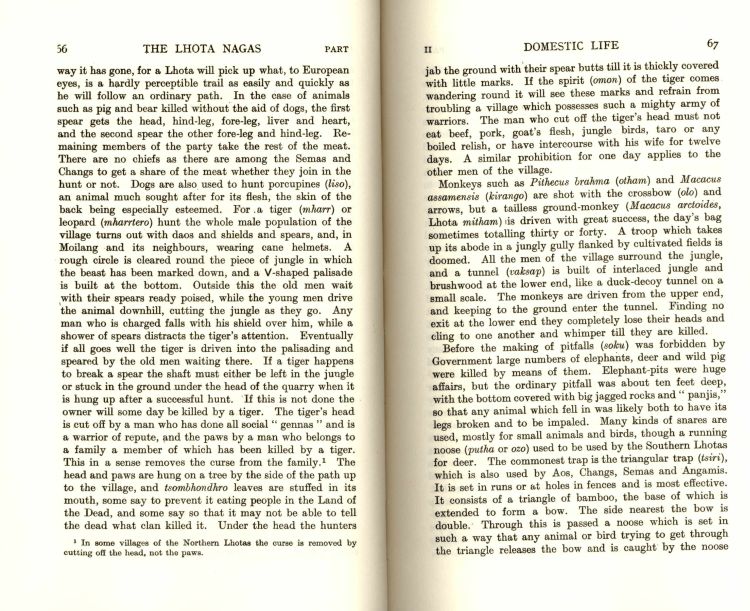 56 THE LHOTA NAGAS PART
way it has gone, for a Lhota will pick up what, to European
eyes, is a hardly perceptible trail as easily and quickly as
he will follow an ordinary path. In the case of animals
such as pig and bear killed without the aid of dogs, the first
spear gets the head, hind-leg, fore-leg, liver and heart,
and the second spear the other fore-leg and hind-leg. Re-
maining members of the party take the rest of the meat.
There are no chiefs as there are among the Semas and
Changs to get a share of the meat whether they join in the
hunt or not. Dogs are also used to hunt porcupines (liso),
an animal much sought after for its flesh, the skin of the
back being especially esteemed. For a tiger (mharr) or
leopard (mharrtero) hunt the whole male population of the
village turns out with daos and shields and spears, and, in
Moilang and its neighbours, wearing cane helmets. A
rough circle is cleared round the piece of jungle in which
the beast has been marked down, and a V-shaped palisade
is built at the bottom. Outside this the old men wait
with their spears ready poised, while the young men drive
the animal downhill, cutting the jungle as they go. Any
man who is charged falls with his shield over him, while a
shower of spears distracts the tiger's attention. Eventually
if all goes well the tiger is driven into the palisading and
speared by the old men waiting there. If a tiger happens
to break a spear the shaft must either be left in the jungle
or stuck in the ground under the head of the quarry when it
is hung up after a successful hunt. If this is not done the
owner will some day be killed by a tiger. The tiger's head
is cut off by a man who has done all social " gennas " and is
a warrior of repute, and the paws by a man who belongs to
a family a member of which has been killed by a tiger.
This in a sense removes the curse from the family.¹ The
head and paws are hung on a tree by the side of the path up
to the village, and tsombhondhro leaves are stuffed in its
mouth, some say to prevent it eating people in the Land of
the Dead, and some say so that it may not be able to tell
the dead what clan killed it. Under the head the hunters
¹ In some villages of the Northern Lhotas the curse is removed by
cutting off the head, not the paws.
II DOMESTIC LIFE 67
jab the ground with their spear butts till it is thickly covered
with little marks. If the spirit (omon) of the tiger comes
wandering round it will see these marks and refrain from
troubling a village which possesses such a mighty army of
warriors. The man who cut off the tiger's head must not
eat beef, pork, goat's flesh, jungle birds, taro or any
boiled relish, or have intercourse with his wife for twelve
days. A similar prohibition for one day applies to the
other men of the village.
Monkeys such as Pithecus brahma (otham) and Macacus
assamensis (kirango) are shot with the crossbow (olo) and
arrows, but a tailless ground-monkey (Macacus arctoides,
Lhota mitham) is driven with great success, the day's bag
sometimes totalling thirty or forty. A troop which takes
up its abode in a jungly gully flanked by cultivated fields is
doomed. All the men of the village surround the jungle,
and a tunnel (vaksap) is built of interlaced jungle and
brushwood at the lower end, like a duck-decoy tunnel on a
small scale. The monkeys are driven from the upper end,
and keeping to the ground enter the tunnel. Finding no
exit at the lower end they completely lose their heads and
cling to one another and whimper till they are killed.
Before the making of pitfalls (soku) was forbidden by
Government large numbers of elephants, deer and wild pig
were killed by means of them. Elephant-pits were huge
affairs, but the ordinary pitfall was about ten feet deep,
with the bottom covered with big jagged rocks and " panjis,"
so that any animal which fell in was likely both to have its
legs broken and to be impaled. Many kinds of snares are
used, mostly for small animals and birds, though a running
noose (putha or ozo) used to be used by the Southern Lhotas
for deer. The commonest trap is the triangular trap (tsiri),
which is also used by Aos, Changs, Semas and Angamis.
It is set in runs or at holes in fences and is most effective.
It consists of a triangle of bamboo, the base of which is
extended to form a bow. The side nearest the bow is
double. Through this is passed a noose which is set in
such a way that any animal or bird trying to get through
the triangle releases the bow and is caught by the noose